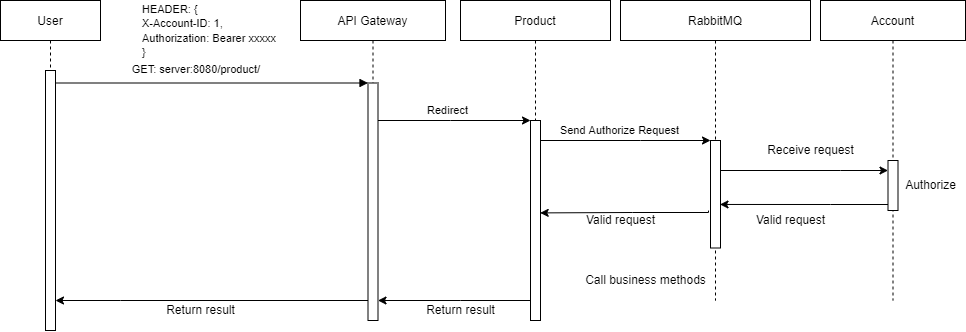 HEADER: {
X-Account-ID: 1,
Authorization: Bearer xxxxx
}
User
API Gateway
Product
RabbitMQ
Account
GET: server:8080/product/
Redirect
Send Authorize Request
Receive request
Authorize
Valid request
Valid request
Call business methods
Return result
Return result